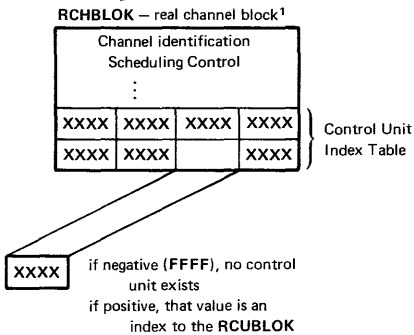 RCHBLOK — real channel block¹
Channel identification
Scheduling Control
⋮
XXXX XXXX XXXX XXXX
XXXX XXXX XXXX
Control Unit
Index Table
XXXX
if negative (FFFF), no control
unit exists
if positive, that value is an
index to the RCUBLOK